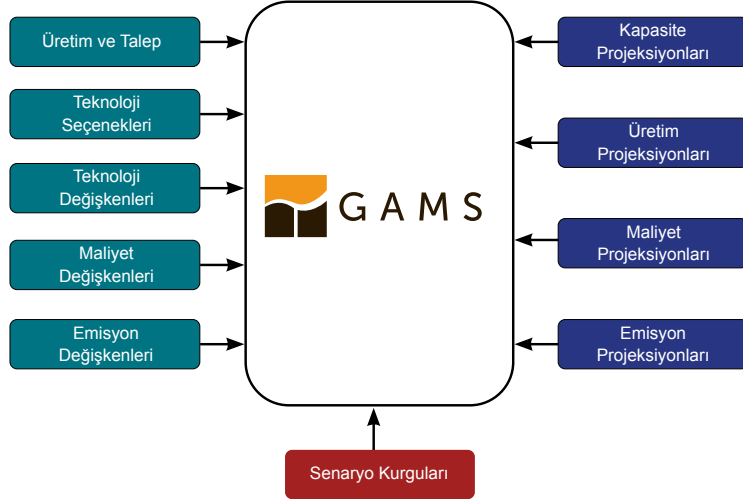 Üretim ve Talep
Teknoloji
Seçenekleri
Teknoloji
Değişkenleri
Maliyet
Değişkenleri
Emisyon
Değişkenleri
GAMS
Kapasite
Projeksiyonları
Üretim
Projeksiyonları
Maliyet
Projeksiyonları
Emisyon
Projeksiyonları
Senaryo Kurguları